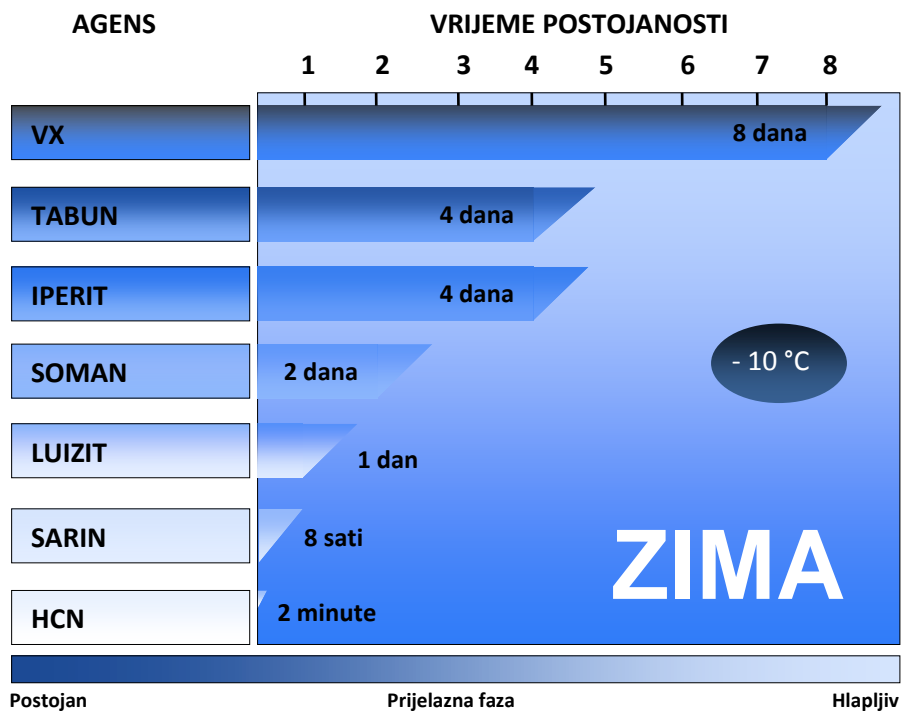 AGENS VRIJEME POSTOJANOSTI
1 2 3 4 5 6 7 8
VX 8 dana
TABUN 4 dana
IPERIT 4 dana
SOMAN 2 dana
- 10 °C
LUIZIT 1 dan
SARIN 8 sati
ZIMA
HCN 2 minute
Postojan Prijelazna faza Hlapljiv